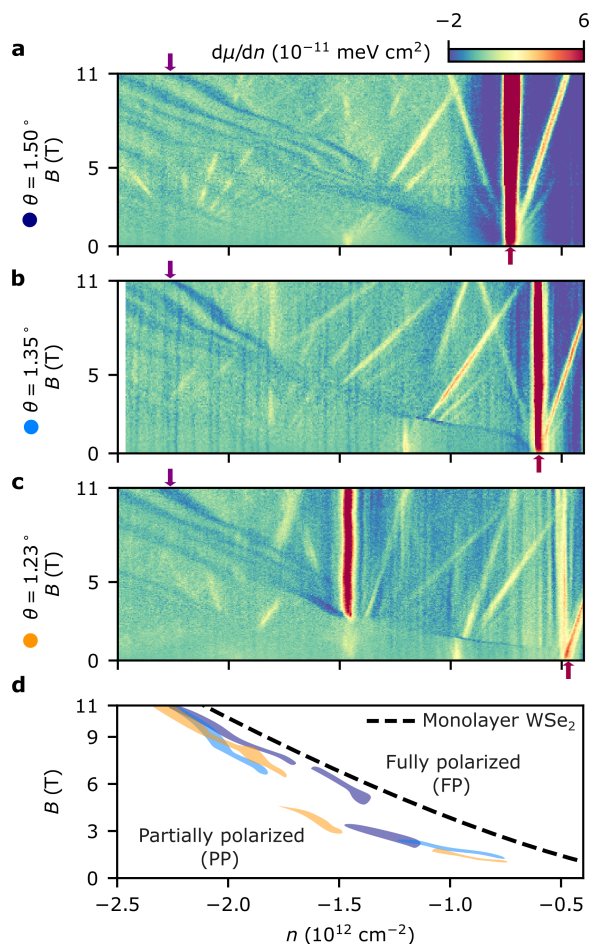 −2 6
a dμ/dn (10⁻¹¹ meV cm²)
11
5
0
θ = 1.50°
B (T)
b
11
5
0
θ = 1.35°
B (T)
c
11
5
0
θ = 1.23°
B (T)
d
11
9
6
3
0
B (T)
Monolayer WSe₂
Fully polarized
(FP)
Partially polarized
(PP)
−2.5 −2.0 −1.5 −1.0 −0.5
n (10¹² cm⁻²)